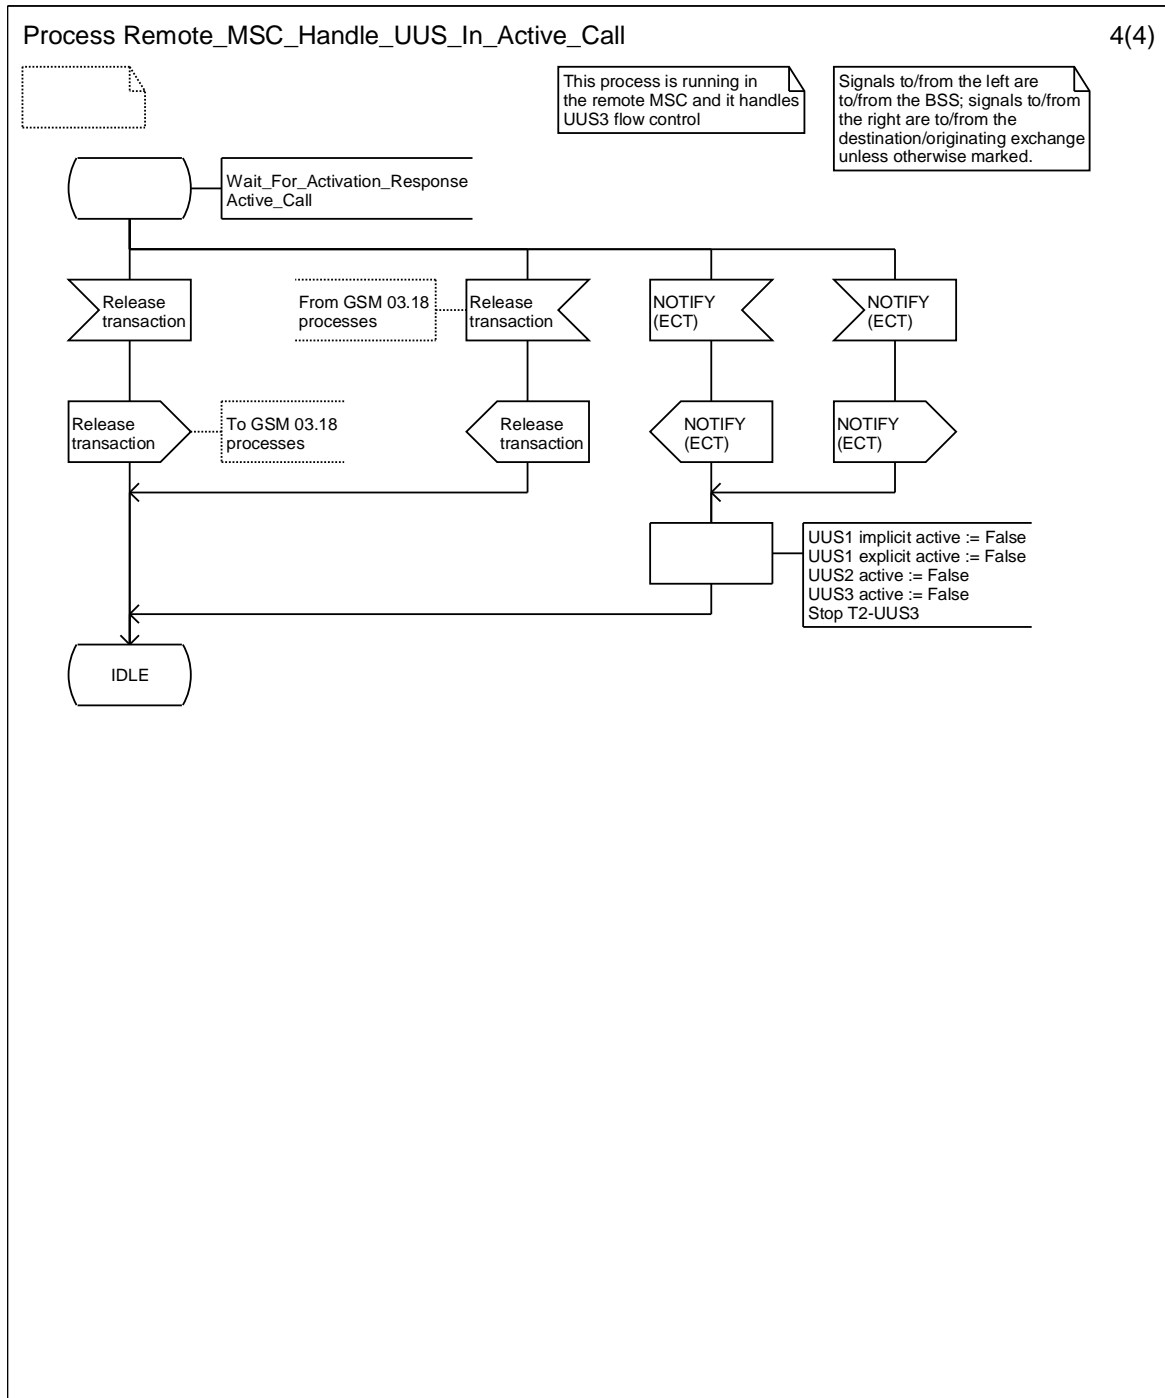 Process Remote_MSC_Handle_UUS_In_Active_Call
4(4)
This process is running in
the remote MSC and it handles
UUS3 flow control
Signals to/from the left are
to/from the BSS; signals to/from
the right are to/from the
destination/originating exchange
unless otherwise marked.
Wait_For_Activation_Response
Active_Call
Release
transaction
From GSM 03.18
processes
Release
transaction
NOTIFY
(ECT)
NOTIFY
(ECT)
Release
transaction
To GSM 03.18
processes
Release
transaction
NOTIFY
(ECT)
NOTIFY
(ECT)
UUS1 implicit active := False
UUS1 explicit active := False
UUS2 active := False
UUS3 active := False
Stop T2-UUS3
IDLE